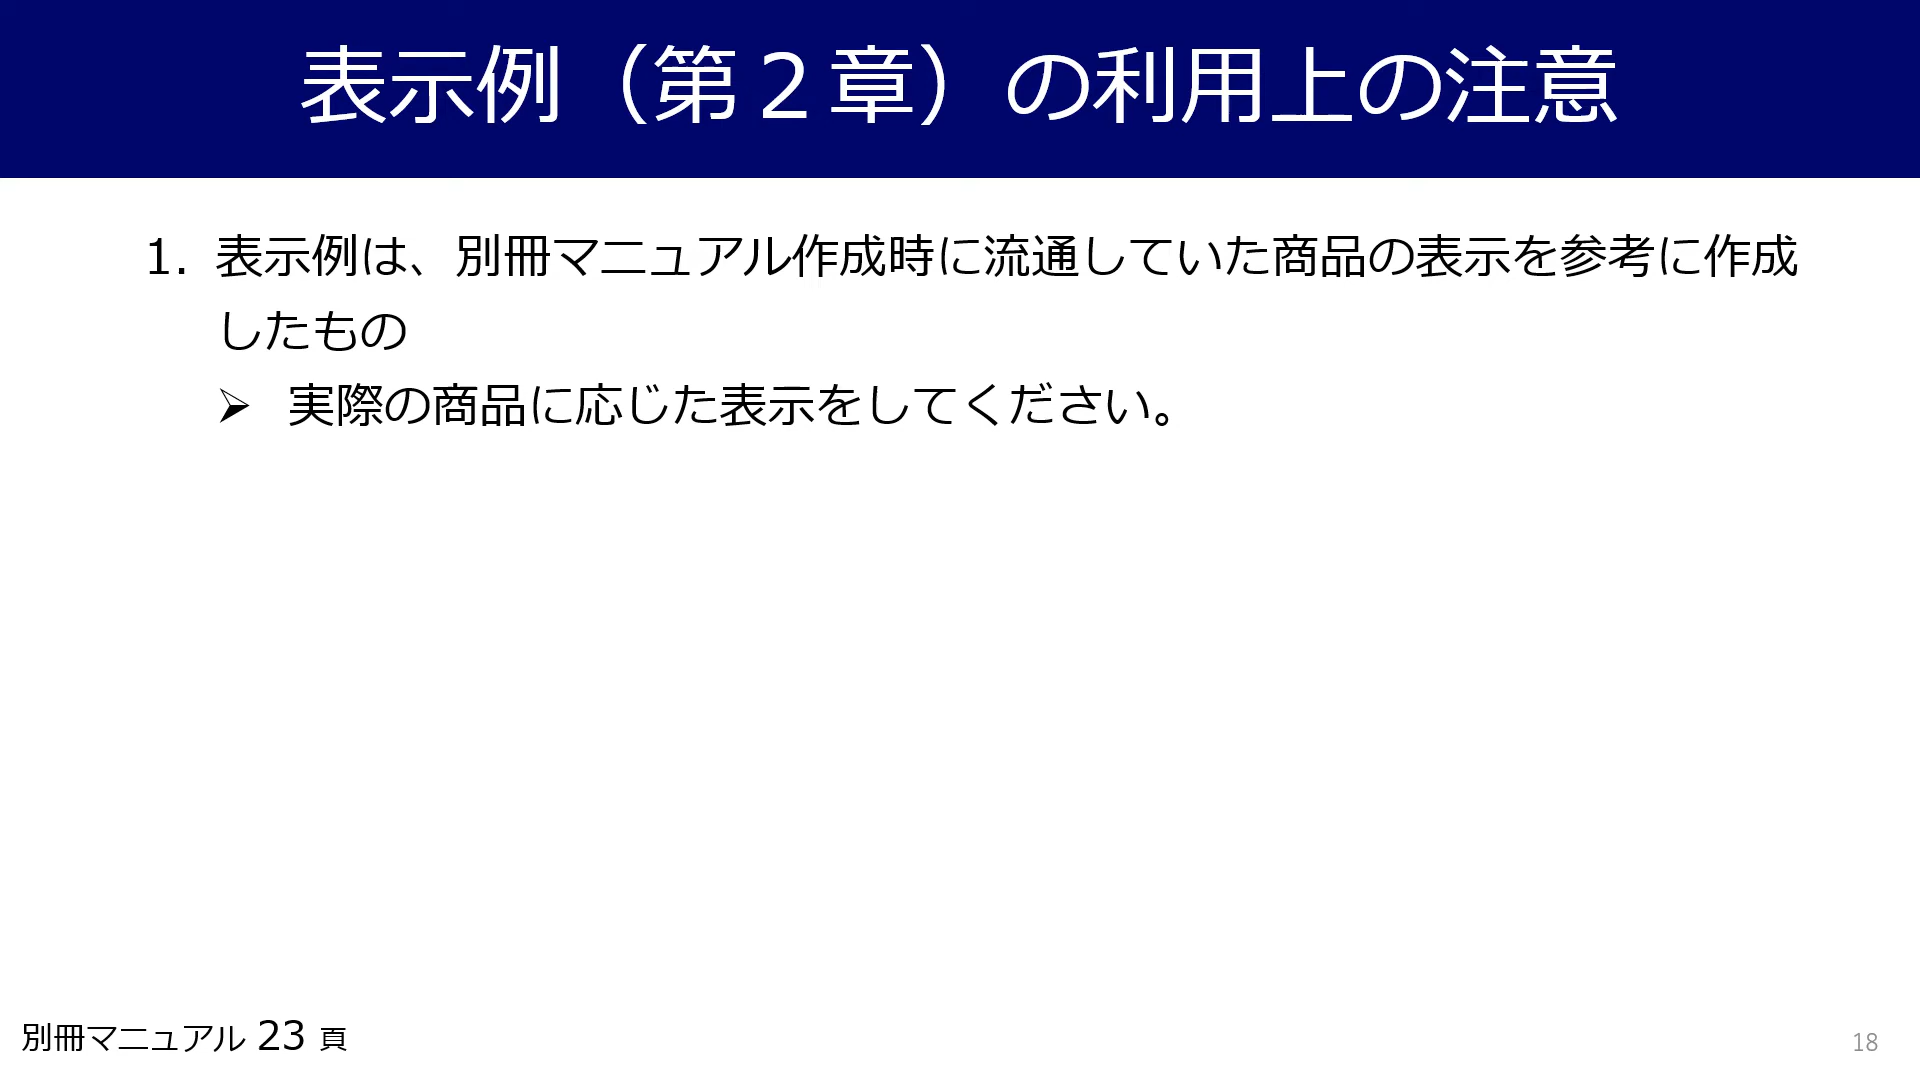 表示例（第２章）の利用上の注意
1. 表示例は、別冊マニュアル作成時に流通していた商品の表示を参考に作成
したもの
➢ 実際の商品に応じた表示をしてください。
別冊マニュアル 23 頁
18